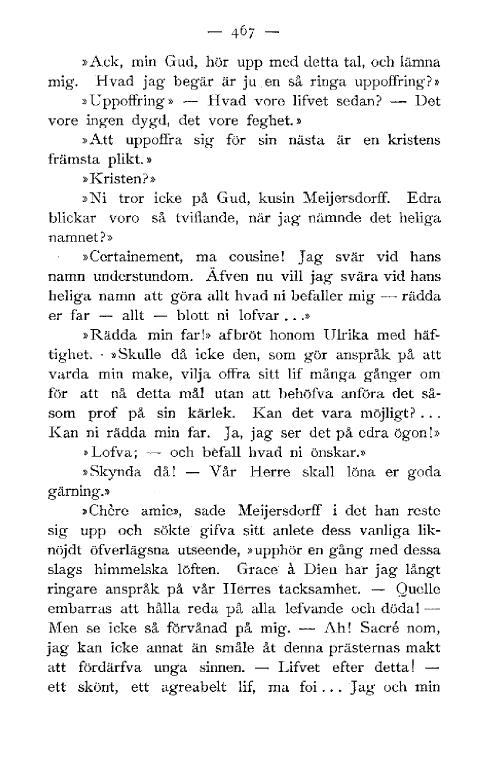 — 467 —
»Ack, min Gud, hör upp med detta tal, och lämna
mig. Hvad jag begär är ju en så ringa uppoffring?»
»Uppoffring» — Hvad vore lifvet sedan? — Det
vore ingen dygd, det vore feghet.»
»Att uppoffra sig för sin nästa är en kristens
främsta plikt.»
»Kristen?»
»Ni tror icke på Gud, kusin Meijersdorff. Edra
blickar voro så tviflande, när jag nämnde det heliga
namnet?»
»Certainement, ma cousine! Jag svär vid hans
namn understundom. Äfven nu vill jag svära vid hans
heliga namn att göra allt hvad ni befaller mig — rädda
er far — allt — blott ni lofvar . . .»
»Rädda min far!» afbröt honom Ulrika med häf-
tighet. »Skulle då icke den, som gör anspråk på att
varda min make, vilja offra sitt lif många gånger om
för att nå detta mål utan att behöfva anföra det så-
som prof på sin kärlek. Kan det vara möjligt? . . .
Kan ni rädda min far. Ja, jag ser det på edra ögon!»
»Lofva; — och befall hvad ni önskar.»
»Skynda då! — Vår Herre skall löna er goda
gärning.»
»Chère amie», sade Meijersdorff i det han reste
sig upp och sökte gifva sitt anlete dess vanliga lik-
nöjdt öfverlägsna utseende, »upphör en gång med dessa
slags himmelska löften. Grace à Dieu har jag långt
ringare anspråk på vår Herres tacksamhet. — Quelle
embarras att hålla reda på alla lefvande och döda! —
Men se icke så förvånad på mig. — Ah! Sacré nom,
jag kan icke annat än småle åt denna prästernas makt
att fördärfva unga sinnen. — Lifvet efter detta! —
ett skönt, ett agreabelt lif, ma foi . . . Jag och min